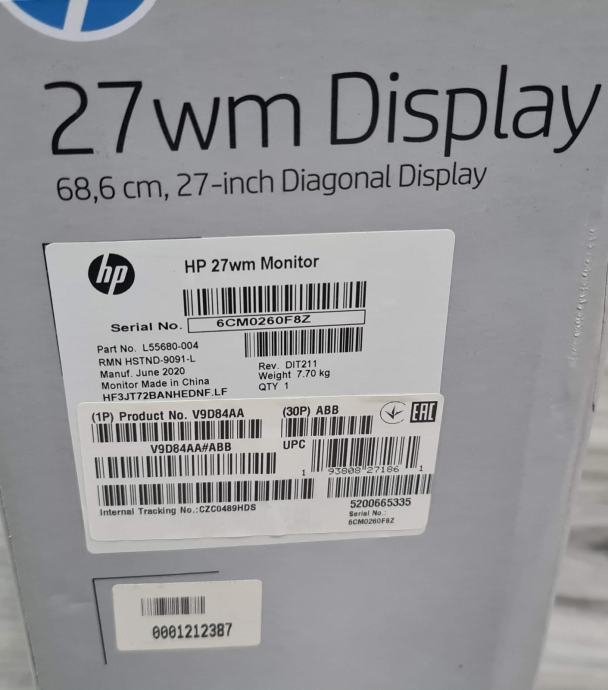 27wm Display
68,6 cm, 27-inch Diagonal Display
hp
HP 27wm Monitor
Serial No. 6CM0260F8Z
Part No. L55680-004
RMN HSTND-9091-L
Manuf. June 2020
Monitor Made in China
HF3JT72BANHEDNF.LF
Rev. DIT211
Weight 7.70 kg
QTY 1
(1P) Product No. V9D84AA
(30P) ABB
EAC
V9D84AA#ABB
UPC
1 93808 27186 1
5200665335
Internal Tracking No.:CZC0489HDS
Serial No.:
6CM0260F8Z
0001212387